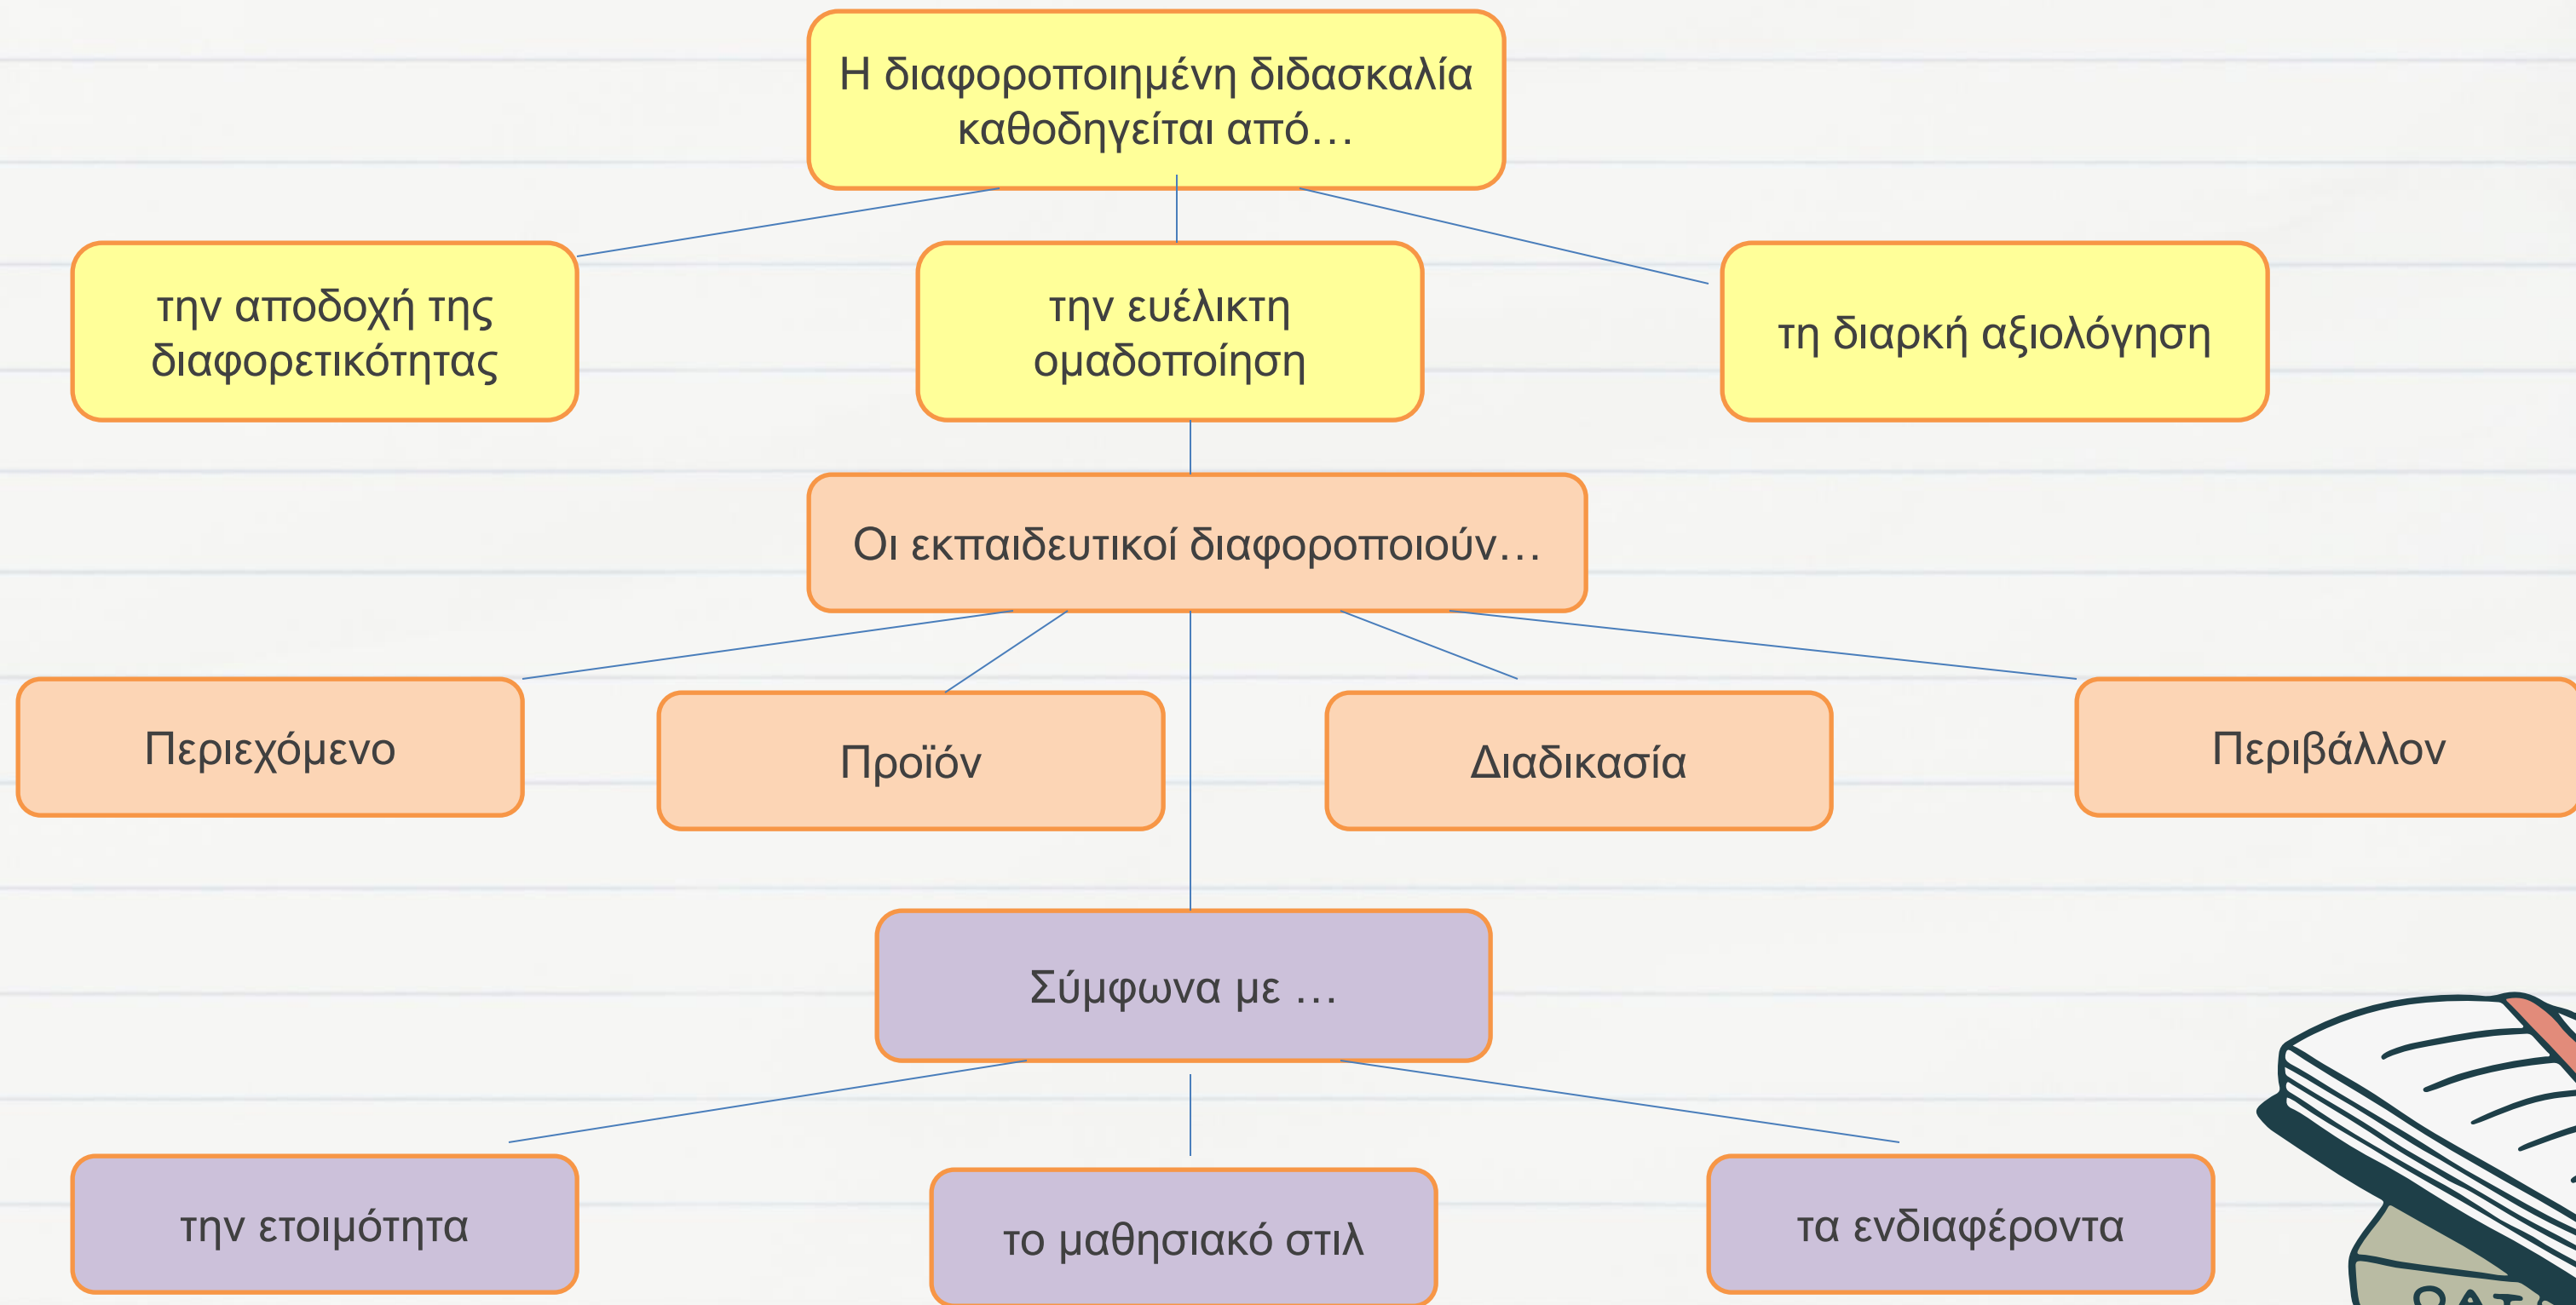 Η διαφοροποιημένη διδασκαλία
καθοδηγείται από…
την αποδοχή της
διαφορετικότητας
την ευέλικτη
ομαδοποίηση
τη διαρκή αξιολόγηση
Οι εκπαιδευτικοί διαφοροποιούν…
Περιεχόμενο
Προϊόν
Διαδικασία
Περιβάλλον
Σύμφωνα με …
την ετοιμότητα
το μαθησιακό στιλ
τα ενδιαφέροντα